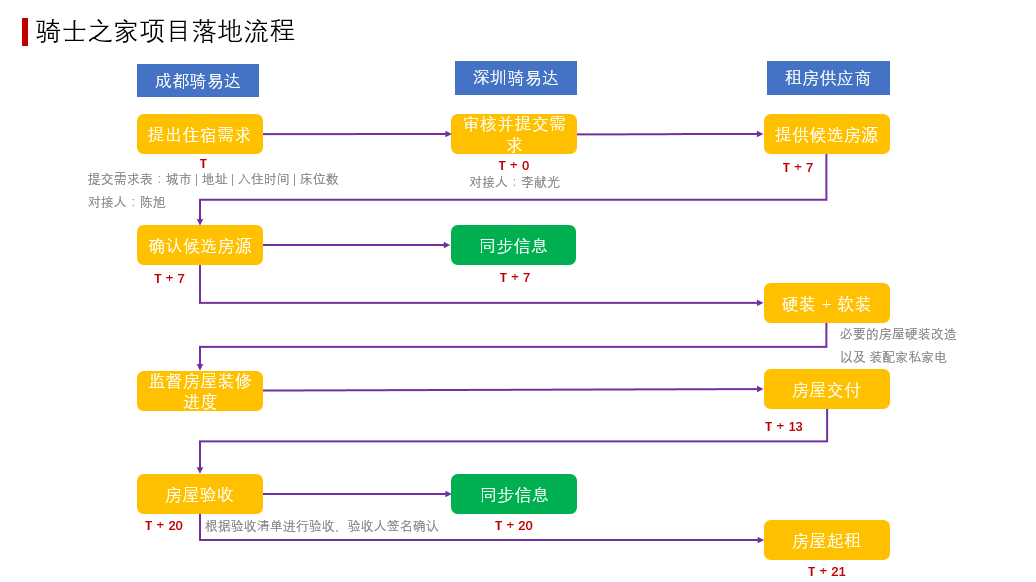 骑士之家项目落地流程
成都骑易达
深圳骑易达
租房供应商
提出住宿需求
审核并提交需
求
提供候选房源
T
T + 0
T + 7
提交需求表：城市 | 地址 | 入住时间 | 床位数
对接人：李献光
对接人：陈旭
确认候选房源
同步信息
T + 7
T + 7
硬装 + 软装
必要的房屋硬装改造
以及 装配家私家电
监督房屋装修
进度
房屋交付
T + 13
房屋验收
同步信息
T + 20
根据验收清单进行验收，验收人签名确认
T + 20
房屋起租
T + 21